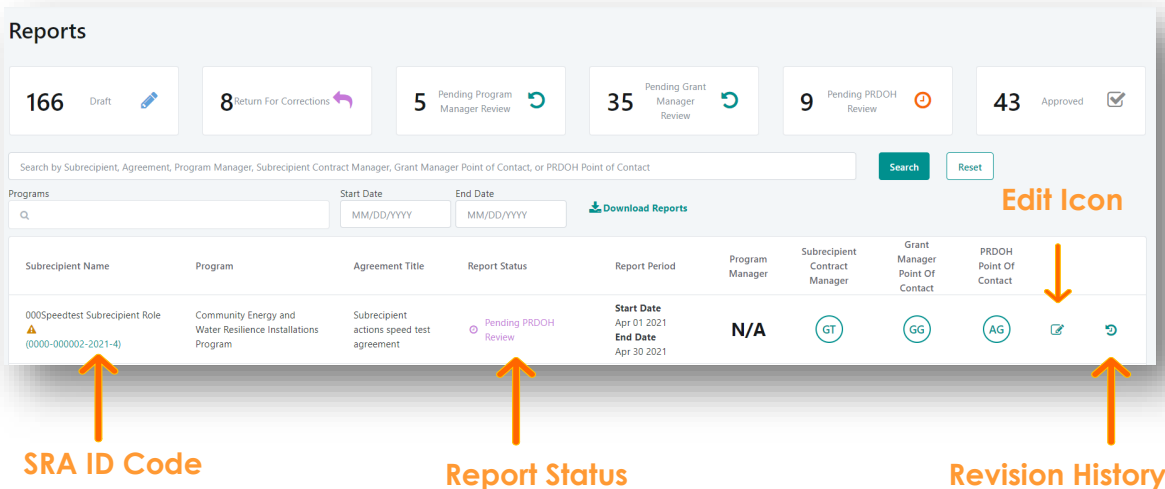 Reports
166 Draft
8 Return For Corrections
5 Pending Program
Manager Review
35 Pending Grant
Manager
Review
9 Pending PRDOH
Review
43 Approved
Search by Subrecipient, Agreement, Program Manager, Subrecipient Contract Manager, Grant Manager Point of Contact, or PRDOH Point of Contact
Search
Reset
Programs
Start Date
End Date
MM/DD/YYYY
MM/DD/YYYY
Download Reports
Edit Icon
Subrecipient Name
Program
Agreement Title
Report Status
Report Period
Program
Manager
Subrecipient
Contract
Manager
Grant
Manager
Point Of
Contact
PRDOH
Point Of
Contact
000Speedtest Subrecipient Role
(0000-000002-2021-4)
Community Energy and
Water Resilience Installations
Program
Subrecipient
actions speed test
agreement
Pending PRDOH
Review
Start Date
Apr 01 2021
End Date
Apr 30 2021
N/A
GT
GG
AG
SRA ID Code
Report Status
Revision History